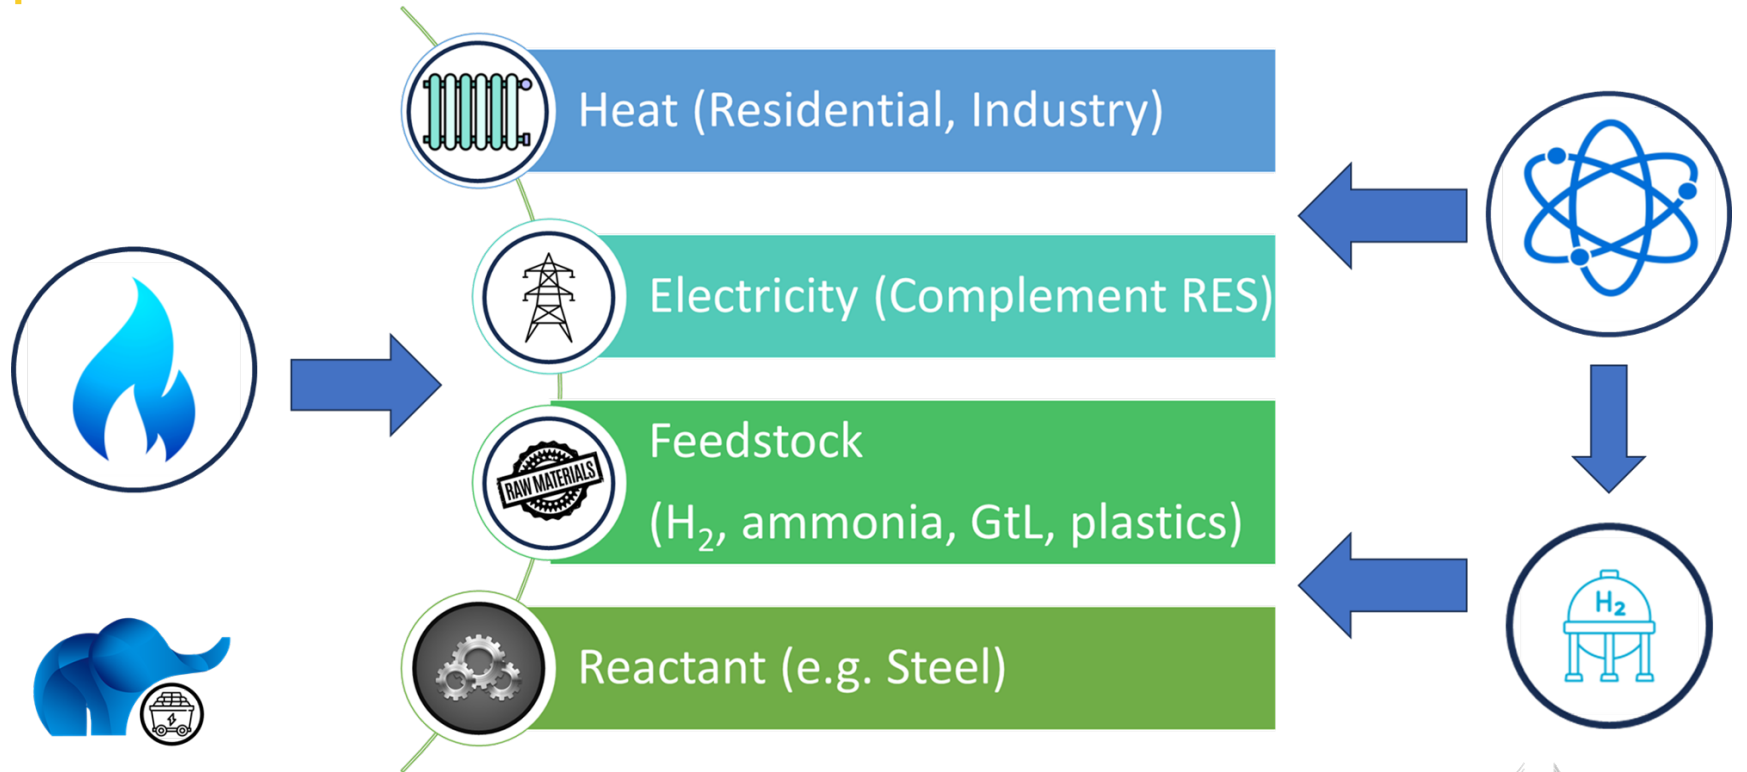 Heat (Residential, Industry)
Electricity (Complement RES)
RAW MATERIALS
Feedstock
(H₂, ammonia, GtL, plastics)
H₂
Reactant (e.g. Steel)